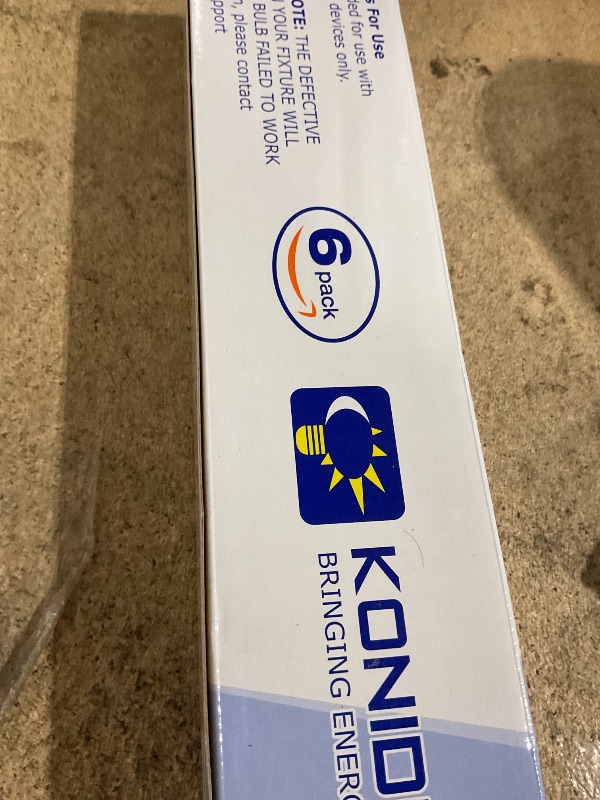 s For Use
ded for use with
devices only.
OTE: THE DEFECTIVE
YOUR FIXTURE WILL
BULB FAILED TO WORK
n, please contact
pport
6
pack
KONID
BRINGING ENERG